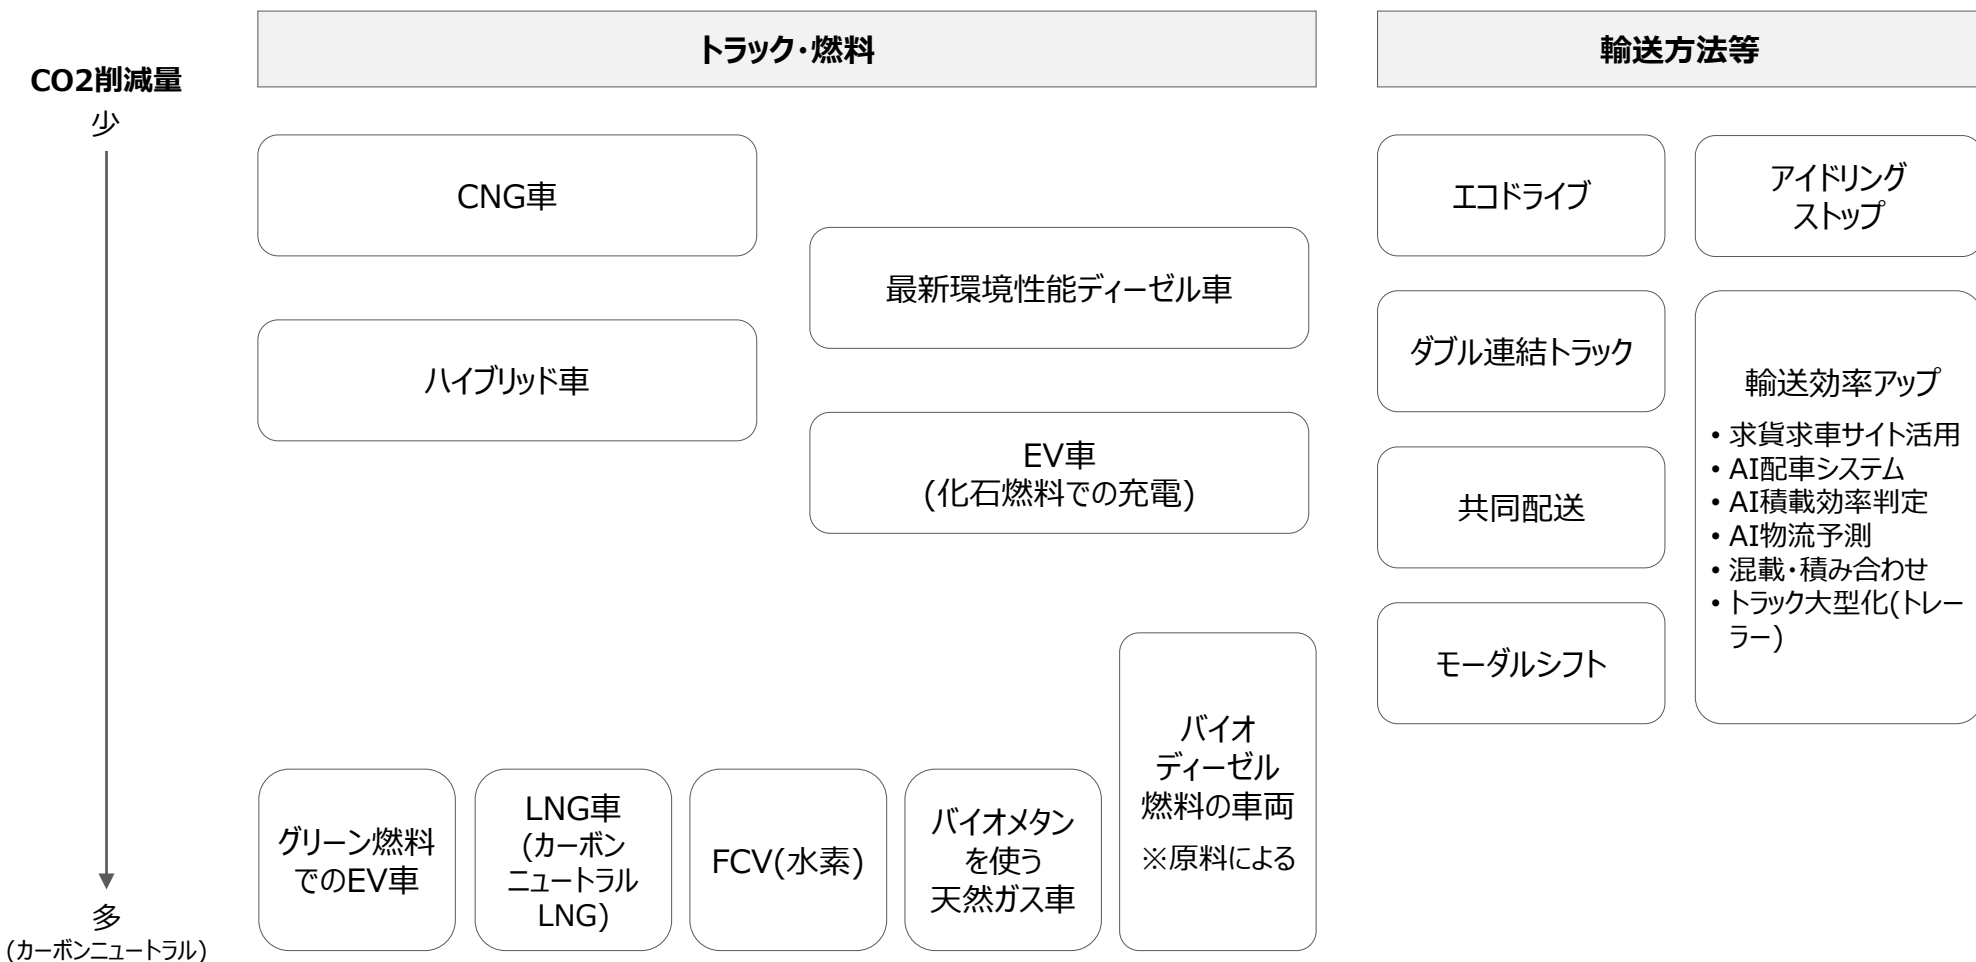 トラック・燃料
輸送方法等
CO2削減量
少
多
(カーボンニュートラル)
CNG車
最新環境性能ディーゼル車
ハイブリッド車
EV車
(化石燃料での充電)
グリーン燃料
でのEV車
LNG車
(カーボン
ニュートラル
LNG)
FCV(水素)
バイオメタン
を使う
天然ガス車
バイオ
ディーゼル
燃料の車両
※原料による
エコドライブ
アイドリング
ストップ
ダブル連結トラック
共同配送
モーダルシフト
輸送効率アップ
• 求貨求車サイト活用
• AI配車システム
• AI積載効率判定
• AI物流予測
• 混載・積み合わせ
• トラック大型化(トレー
ラー)